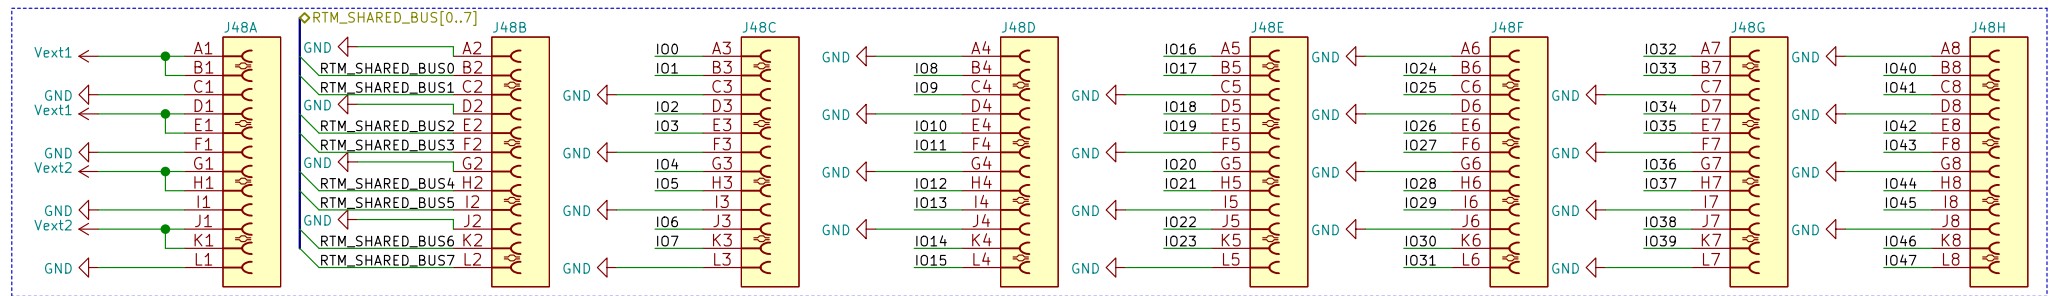 RTM_SHARED_BUS[0..7]
J48A J48B J48C J48D J48E J48F J48G J48H
Vext1 A1 GND A2 IO0 A3 GND A4 IO16 A5 GND A6 IO32 A7 GND A8
B1 RTM_SHARED_BUS0 B2 IO1 B3 IO8 B4 IO17 B5 IO24 B6 IO33 B7 IO40 B8
GND C1 RTM_SHARED_BUS1 C2 GND C3 IO9 C4 GND C5 IO25 C6 GND C7 IO41 C8
Vext1 D1 GND D2 IO2 D3 GND D4 IO18 D5 GND D6 IO34 D7 GND D8
E1 RTM_SHARED_BUS2 E2 IO3 E3 IO10 E4 IO19 E5 IO26 E6 IO35 E7 IO42 E8
GND F1 RTM_SHARED_BUS3 F2 GND F3 IO11 F4 GND F5 IO27 F6 GND F7 IO43 F8
Vext2 G1 GND G2 IO4 G3 GND G4 IO20 G5 GND G6 IO36 G7 GND G8
H1 RTM_SHARED_BUS4 H2 IO5 H3 IO12 H4 IO21 H5 IO28 H6 IO37 H7 IO44 H8
GND I1 RTM_SHARED_BUS5 I2 GND I3 IO13 I4 GND I5 IO29 I6 GND I7 IO45 I8
Vext2 J1 GND J2 IO6 J3 GND J4 IO22 J5 GND J6 IO38 J7 GND J8
K1 RTM_SHARED_BUS6 K2 IO7 K3 IO14 K4 IO23 K5 IO30 K6 IO39 K7 IO46 K8
GND L1 RTM_SHARED_BUS7 L2 GND L3 IO15 L4 GND L5 IO31 L6 GND L7 IO47 L8